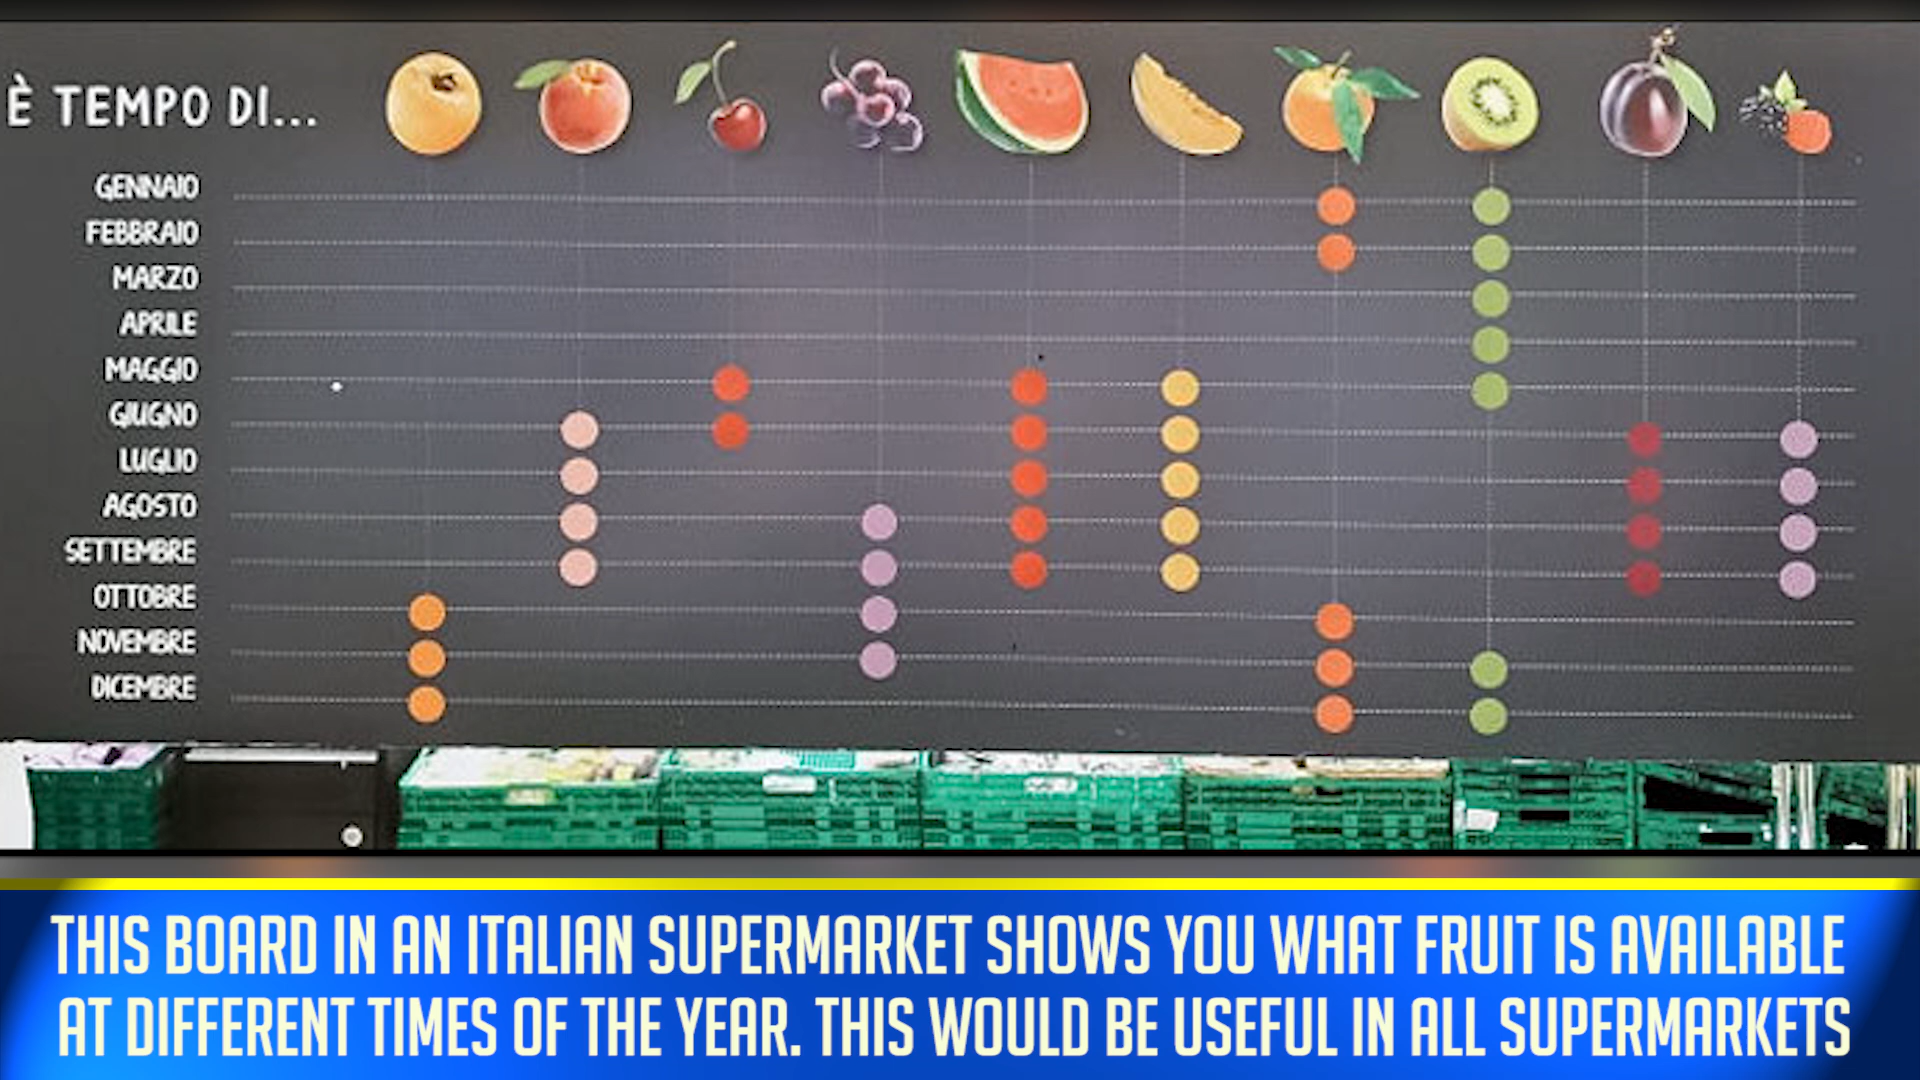 È TEMPO DI...
GENNAIO
FEBBRAIO
MARZO
APRILE
MAGGIO
GIUGNO
LUGLIO
AGOSTO
SETTEMBRE
OTTOBRE
NOVEMBRE
DICEMBRE
THIS BOARD IN AN ITALIAN SUPERMARKET SHOWS YOU WHAT FRUIT IS AVAILABLE
AT DIFFERENT TIMES OF THE YEAR. THIS WOULD BE USEFUL IN ALL SUPERMARKETS